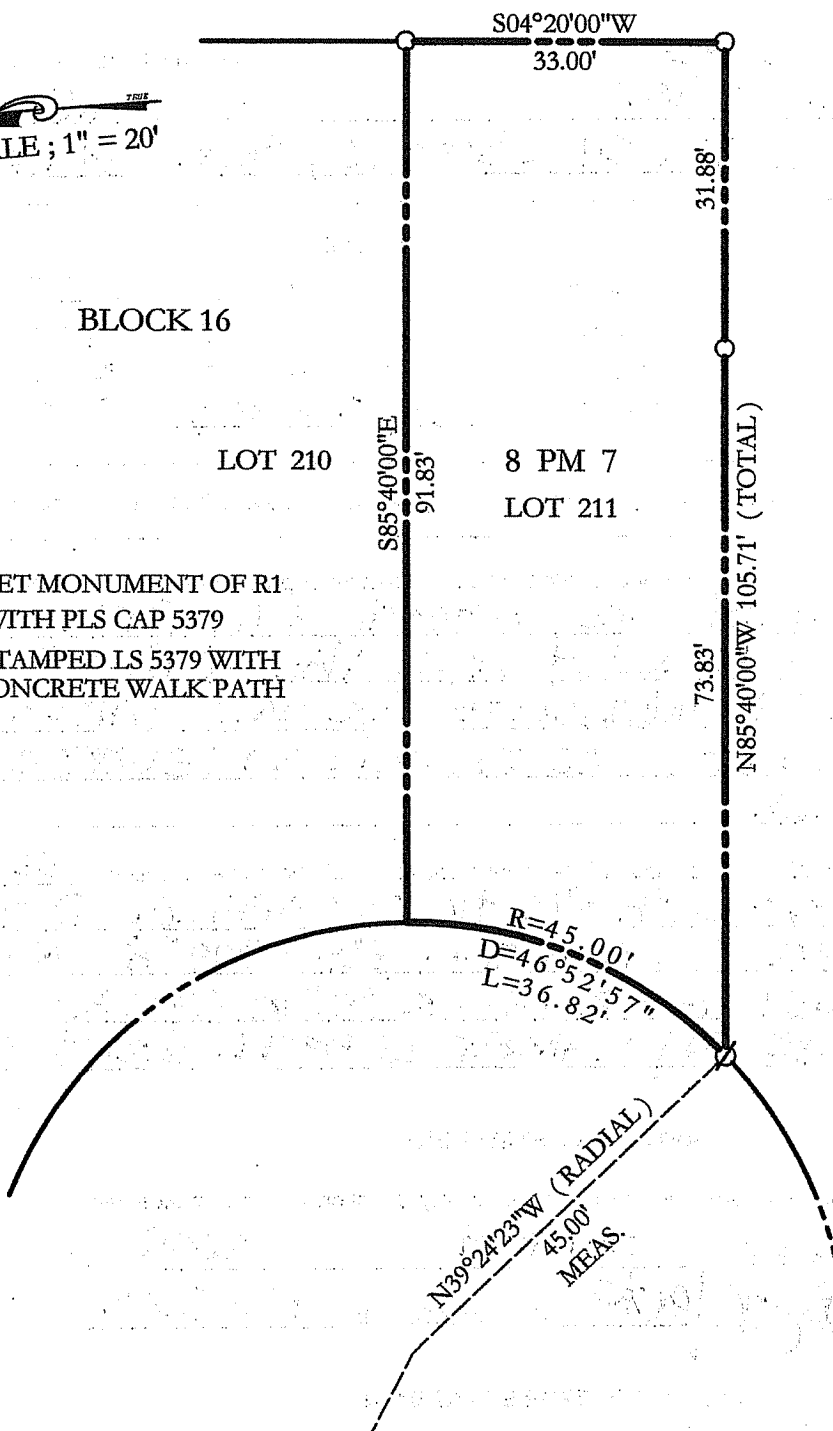 S04°20'00"W
33.00'
TRUE
LE ; 1" = 20'
31.88'
BLOCK 16
LOT 210
S85°40'00"E
91.83'
8 PM 7
LOT 211
N85°40'00"W 105.71' (TOTAL)
73.83'
ET MONUMENT OF R1
WITH PLS CAP 5379
TAMPED LS 5379 WITH
ONCRETE WALK PATH
R=45.00'
D=46°52'57"
L=36.82'
N39°24'23"W (RADIAL)
45.00'
MEAS.